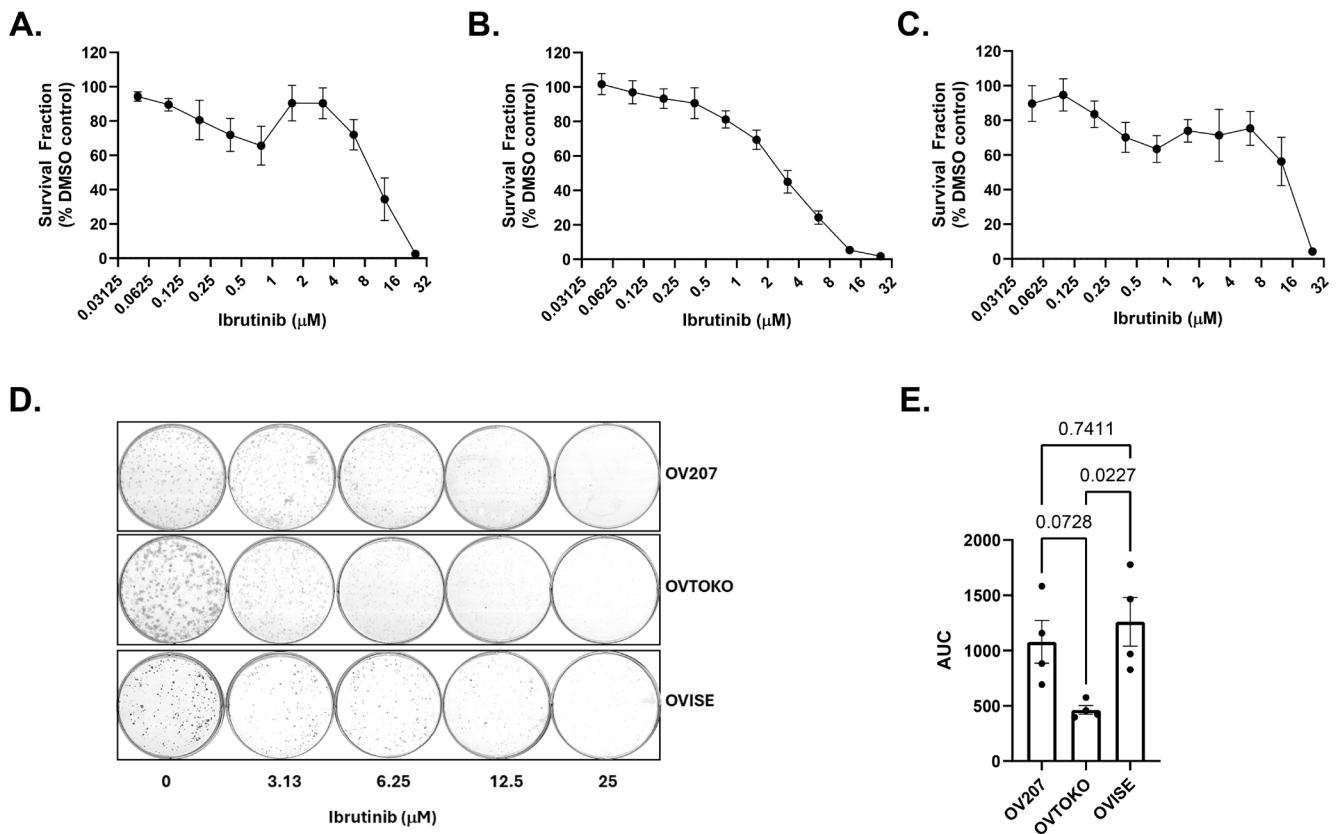 A.
B.
C.
120
100
80
60
40
20
0
Survival Fraction
(% DMSO control)
0.03125
0.0625
0.125
0.25
0.5
1
2
4
8
16
32
Ibrutinib (μM)
120
100
80
60
40
20
0
Survival Fraction
(% DMSO control)
0.03125
0.0625
0.125
0.25
0.5
1
2
4
8
16
32
Ibrutinib (μM)
120
100
80
60
40
20
0
Survival Fraction
(% DMSO control)
0.03125
0.0625
0.125
0.25
0.5
1
2
4
8
16
32
Ibrutinib (μM)
D.
OV207
OVTOKO
OVISE
0 3.13 6.25 12.5 25
Ibrutinib (μM)
E.
0.7411
0.0227
0.0728
2000
1500
1000
500
0
AUC
OV207
OVTOKO
OVISE